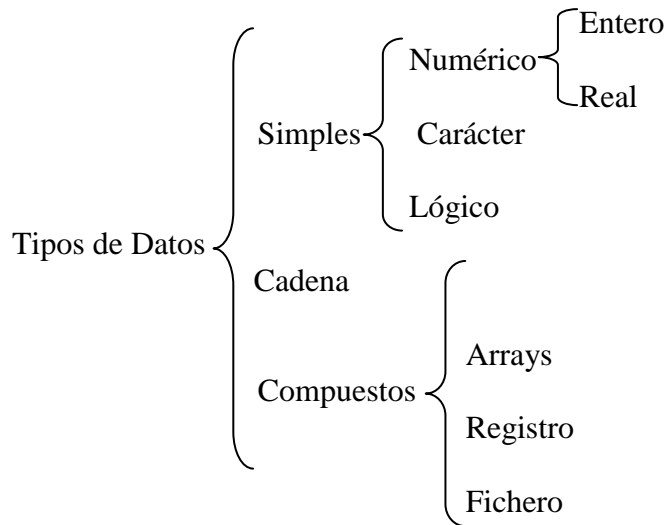 Tipos de Datos
Simples
Numérico
Entero
Real
Carácter
Lógico
Cadena
Compuestos
Arrays
Registro
Fichero